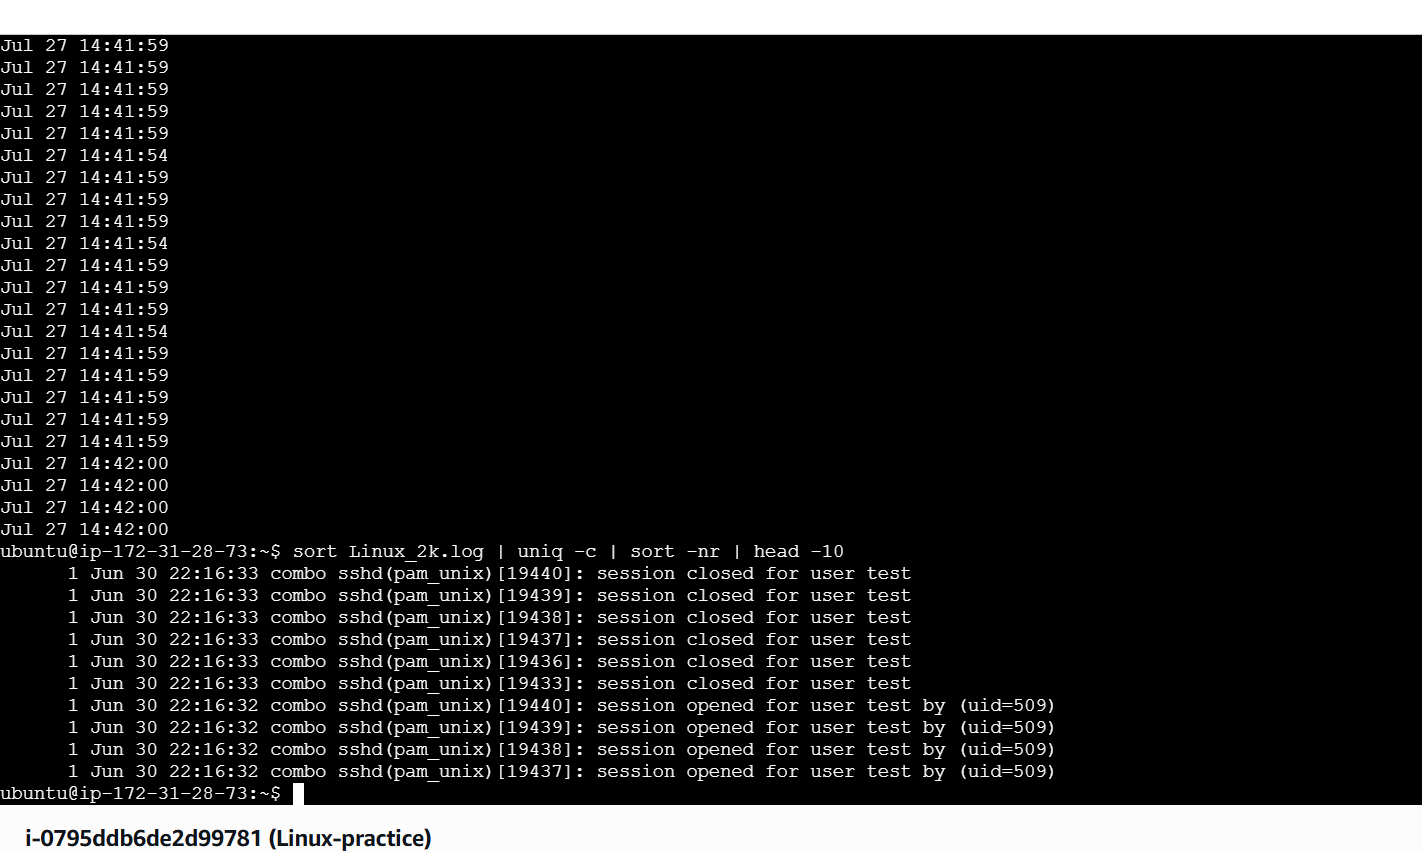 Jul 27 14:41:59
Jul 27 14:41:59
Jul 27 14:41:59
Jul 27 14:41:59
Jul 27 14:41:59
Jul 27 14:41:54
Jul 27 14:41:59
Jul 27 14:41:59
Jul 27 14:41:59
Jul 27 14:41:54
Jul 27 14:41:59
Jul 27 14:41:59
Jul 27 14:41:59
Jul 27 14:41:54
Jul 27 14:41:59
Jul 27 14:41:59
Jul 27 14:41:59
Jul 27 14:41:59
Jul 27 14:41:59
Jul 27 14:42:00
Jul 27 14:42:00
Jul 27 14:42:00
Jul 27 14:42:00
ubuntu@ip-172-31-28-73:~$ sort Linux_2k.log | uniq -c | sort -nr | head -10
      1 Jun 30 22:16:33 combo sshd(pam_unix)[19440]: session closed for user test
      1 Jun 30 22:16:33 combo sshd(pam_unix)[19439]: session closed for user test
      1 Jun 30 22:16:33 combo sshd(pam_unix)[19438]: session closed for user test
      1 Jun 30 22:16:33 combo sshd(pam_unix)[19437]: session closed for user test
      1 Jun 30 22:16:33 combo sshd(pam_unix)[19436]: session closed for user test
      1 Jun 30 22:16:33 combo sshd(pam_unix)[19433]: session closed for user test
      1 Jun 30 22:16:32 combo sshd(pam_unix)[19440]: session opened for user test by (uid=509)
      1 Jun 30 22:16:32 combo sshd(pam_unix)[19439]: session opened for user test by (uid=509)
      1 Jun 30 22:16:32 combo sshd(pam_unix)[19438]: session opened for user test by (uid=509)
      1 Jun 30 22:16:32 combo sshd(pam_unix)[19437]: session opened for user test by (uid=509)
ubuntu@ip-172-31-28-73:~$
i-0795ddb6de2d99781 (Linux-practice)